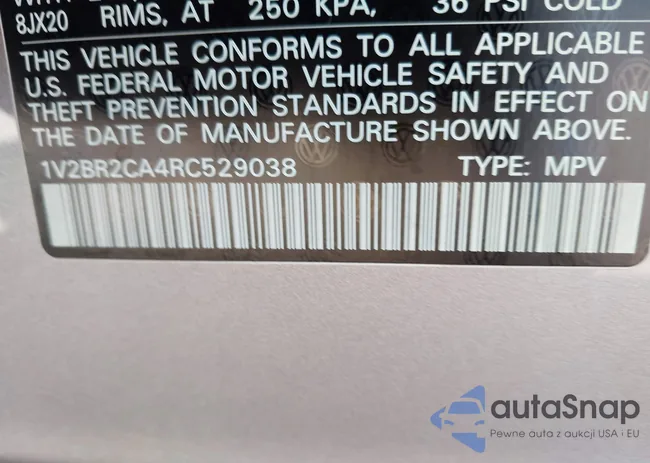 8JX20 RIMS, AT 250 KPA, 36 PSI COLD
THIS VEHICLE CONFORMS TO ALL APPLICABLE
U.S. FEDERAL MOTOR VEHICLE SAFETY AND
THEFT PREVENTION STANDARDS IN EFFECT ON
THE DATE OF MANUFACTURE SHOWN ABOVE.
1V2BR2CA4RC529038 TYPE: MPV
autaSnap
Pewne auta z aukcji USA i EU